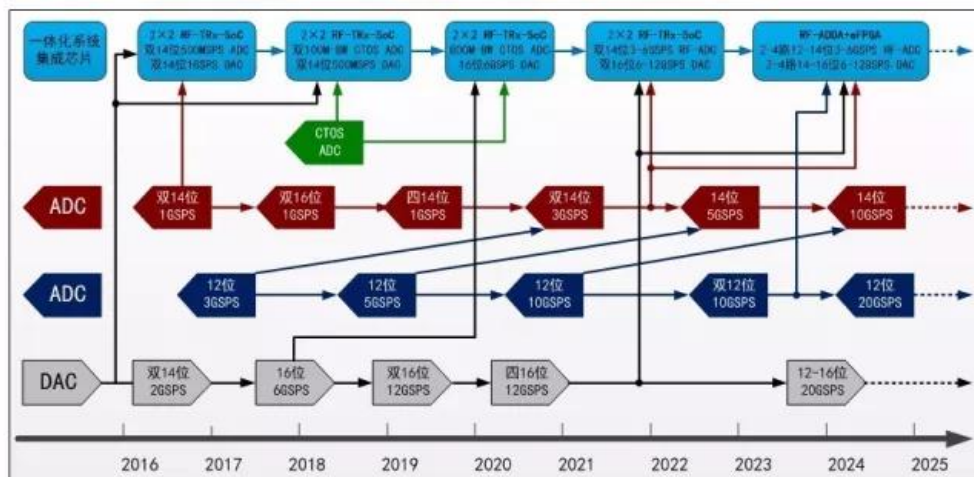 一体化系统
集成芯片
2×2 RF-TRx-SoC
双14位500MSPS ADC
双14位1GSPS DAC
2×2 RF-TRx-SoC
双100M-BW CTOS ADC
双14位500MSPS ADC
2×2 RF-TRx-SoC
800M-BW CTOS ADC
16位6GSPS DAC
2×2 RF-TRx-SoC
双14位3-6GSPS RF-ADC
双16位6-12GSPS DAC
RF-ADDA+eFPGA
2-4路12-14位3-6GSPS RF-ADC
2-4路14-16位6-12GSPS DAC
CTOS
ADC
ADC
双14位
1GSPS
双16位
1GSPS
四14位
1GSPS
双14位
3GSPS
14位
5GSPS
14位
10GSPS
ADC
12位
3GSPS
12位
5GSPS
12位
10GSPS
双12位
10GSPS
12位
20GSPS
DAC
双14位
2GSPS
16位
6GSPS
双16位
12GSPS
四16位
12GSPS
12-16位
20GSPS
2016 2017 2018 2019 2020 2021 2022 2023 2024 2025